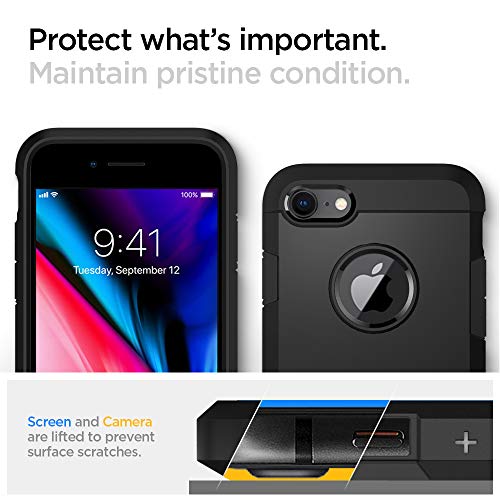 Protect what's important.
Maintain pristine condition.
100%
9:41
Tuesday, September 12
Screen and Camera
are lifted to prevent
surface scratches.